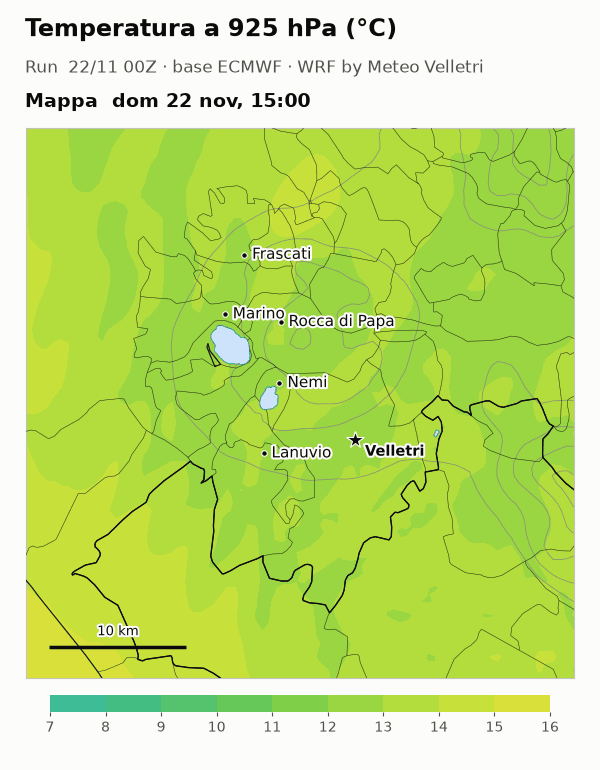 Temperatura a 925 hPa (°C)
Run  22/11 00Z · base ECMWF · WRF by Meteo Velletri
Mappa  dom 22 nov, 15:00
Frascati
Marino
Rocca di Papa
Nemi
Velletri
Lanuvio
10 km
7 8 9 10 11 12 13 14 15 16